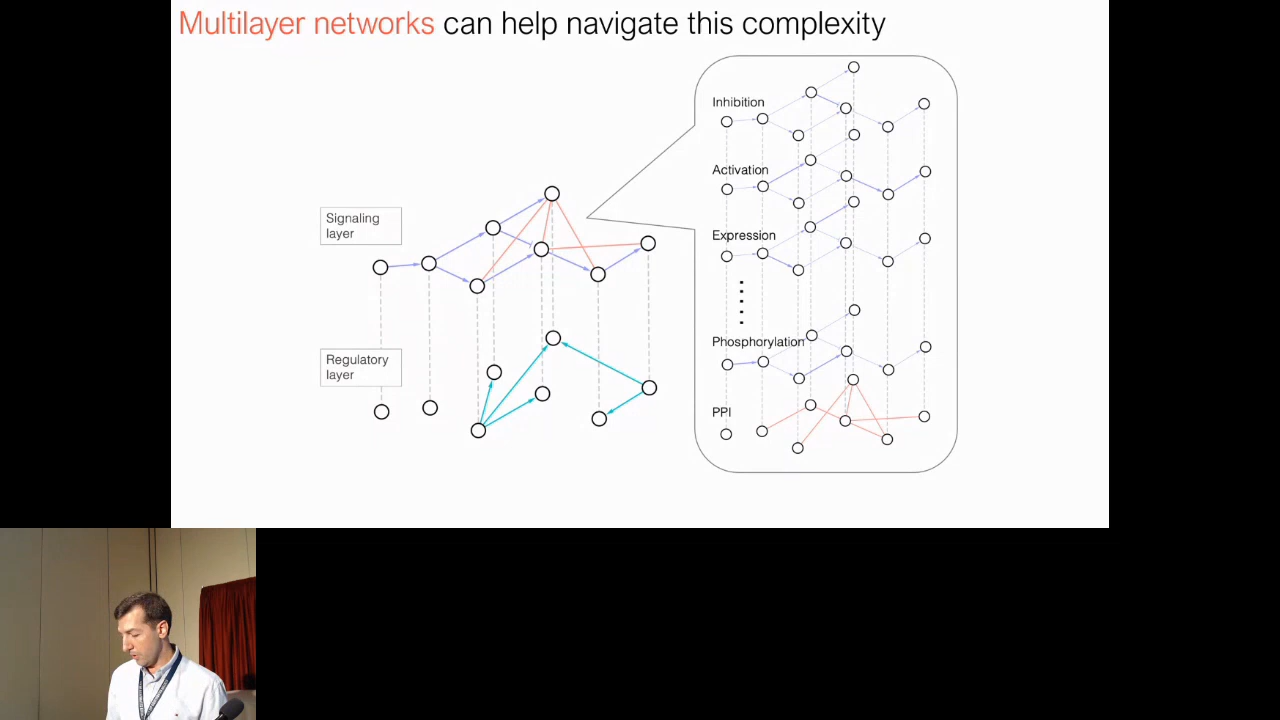 Multilayer networks can help navigate this complexity
Signaling
layer
Regulatory
layer
Inhibition
Activation
Expression
Phosphorylation
PPI